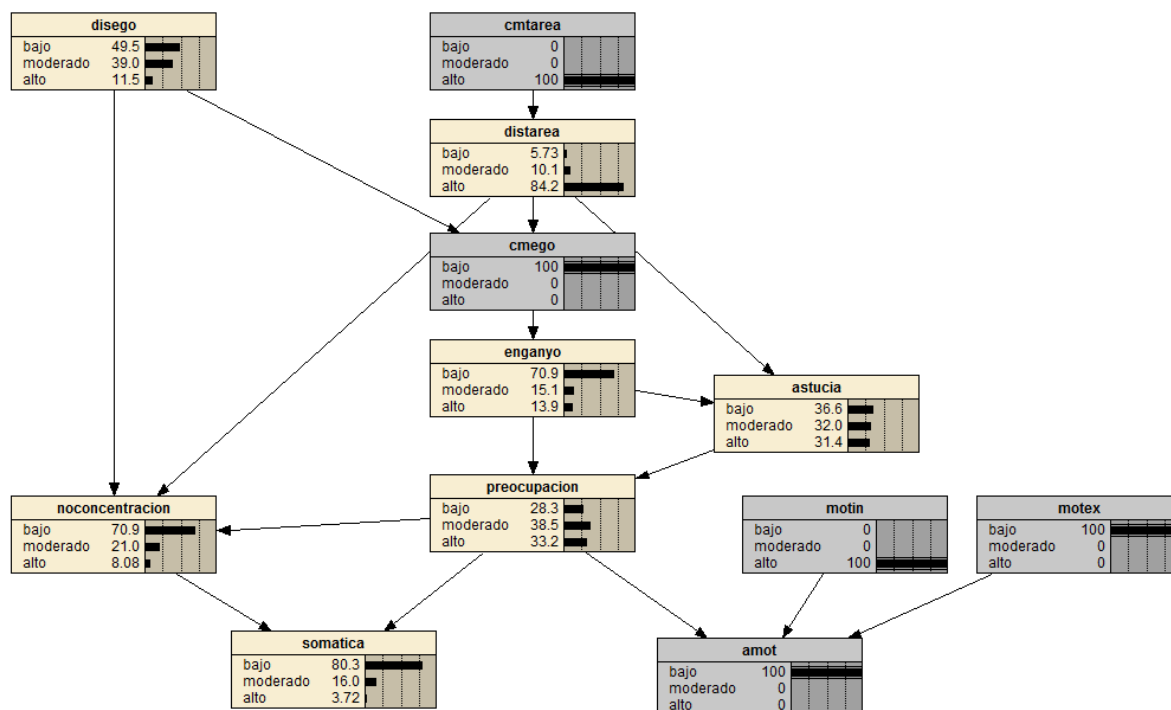 disego
bajo 49.5
moderado 39.0
alto 11.5
cmtarea
bajo 0
moderado 0
alto 100
distarea
bajo 5.73
moderado 10.1
alto 84.2
cmego
bajo 100
moderado 0
alto 0
enganyo
bajo 70.9
moderado 15.1
alto 13.9
astucia
bajo 36.6
moderado 32.0
alto 31.4
noconcentracion
bajo 70.9
moderado 21.0
alto 8.08
preocupacion
bajo 28.3
moderado 38.5
alto 33.2
motin
bajo 0
moderado 0
alto 100
motex
bajo 100
moderado 0
alto 0
somatica
bajo 80.3
moderado 16.0
alto 3.72
amot
bajo 100
moderado 0
alto 0